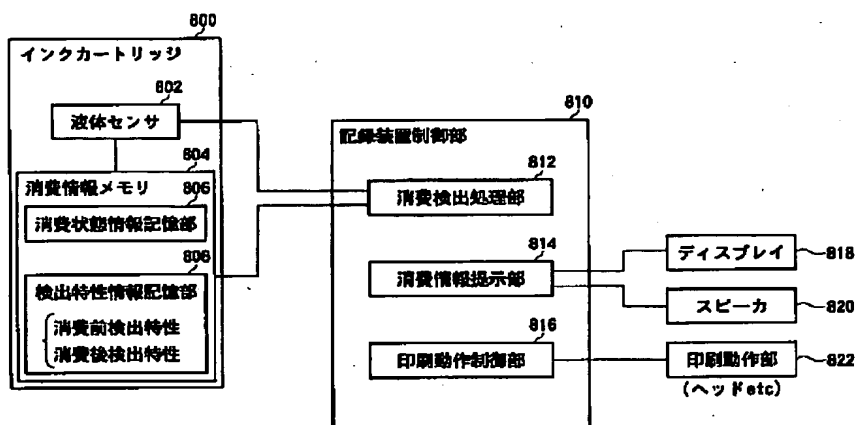 800
インクカートリッジ
802
液体センサ
804
消費情報メモリ
806
消費状態情報記憶部
808
検出特性情報記憶部
消費前検出特性
消費後検出特性
810
記録装置制御部
812
消費検出処理部
814
消費情報提示部
816
印刷動作制御部
ディスプレイ
818
スピーカ
820
印刷動作部
822
(ヘッドetc)